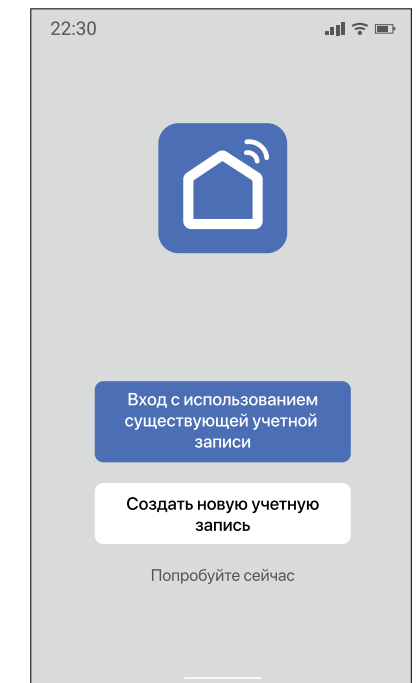 22:30
Вход с использованием
существующей учетной
записи
Создать новую учетную
запись
Попробуйте сейчас